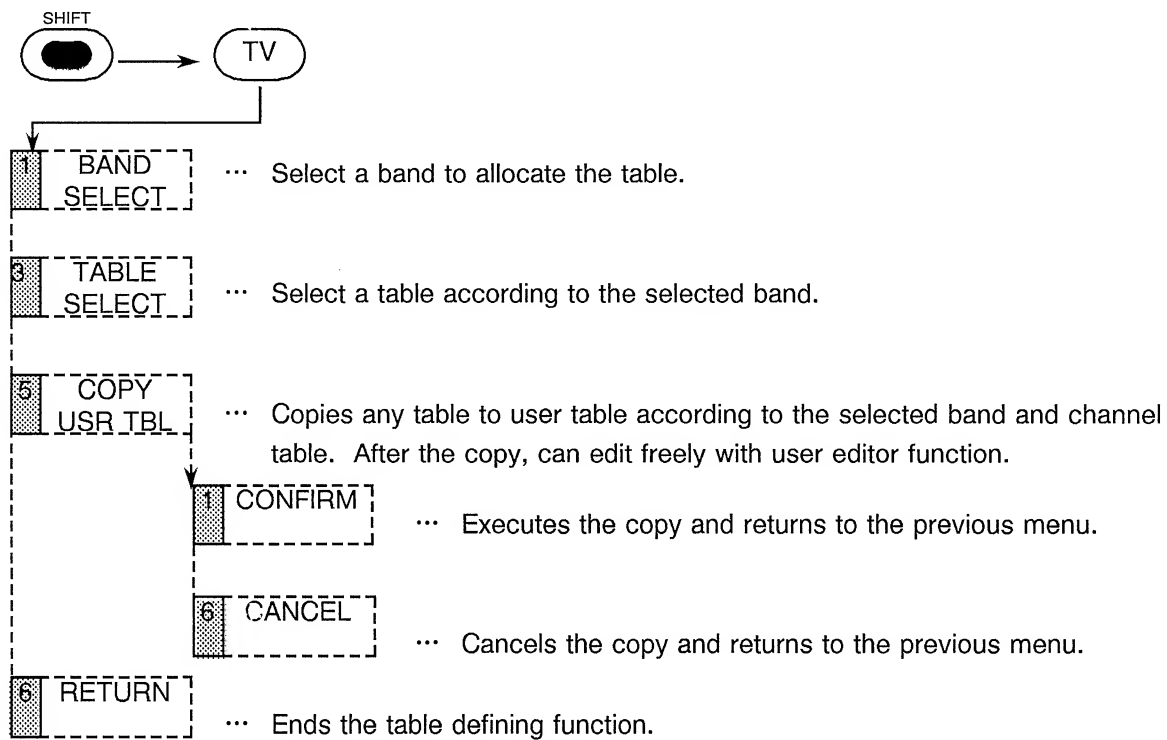 SHIFT
TV
1 BAND
SELECT
··· Select a band to allocate the table.
3 TABLE
SELECT
··· Select a table according to the selected band.
5 COPY
USR TBL
··· Copies any table to user table according to the selected band and channel
table. After the copy, can edit freely with user editor function.
1 CONFIRM
··· Executes the copy and returns to the previous menu.
6 CANCEL
··· Cancels the copy and returns to the previous menu.
6 RETURN
··· Ends the table defining function.